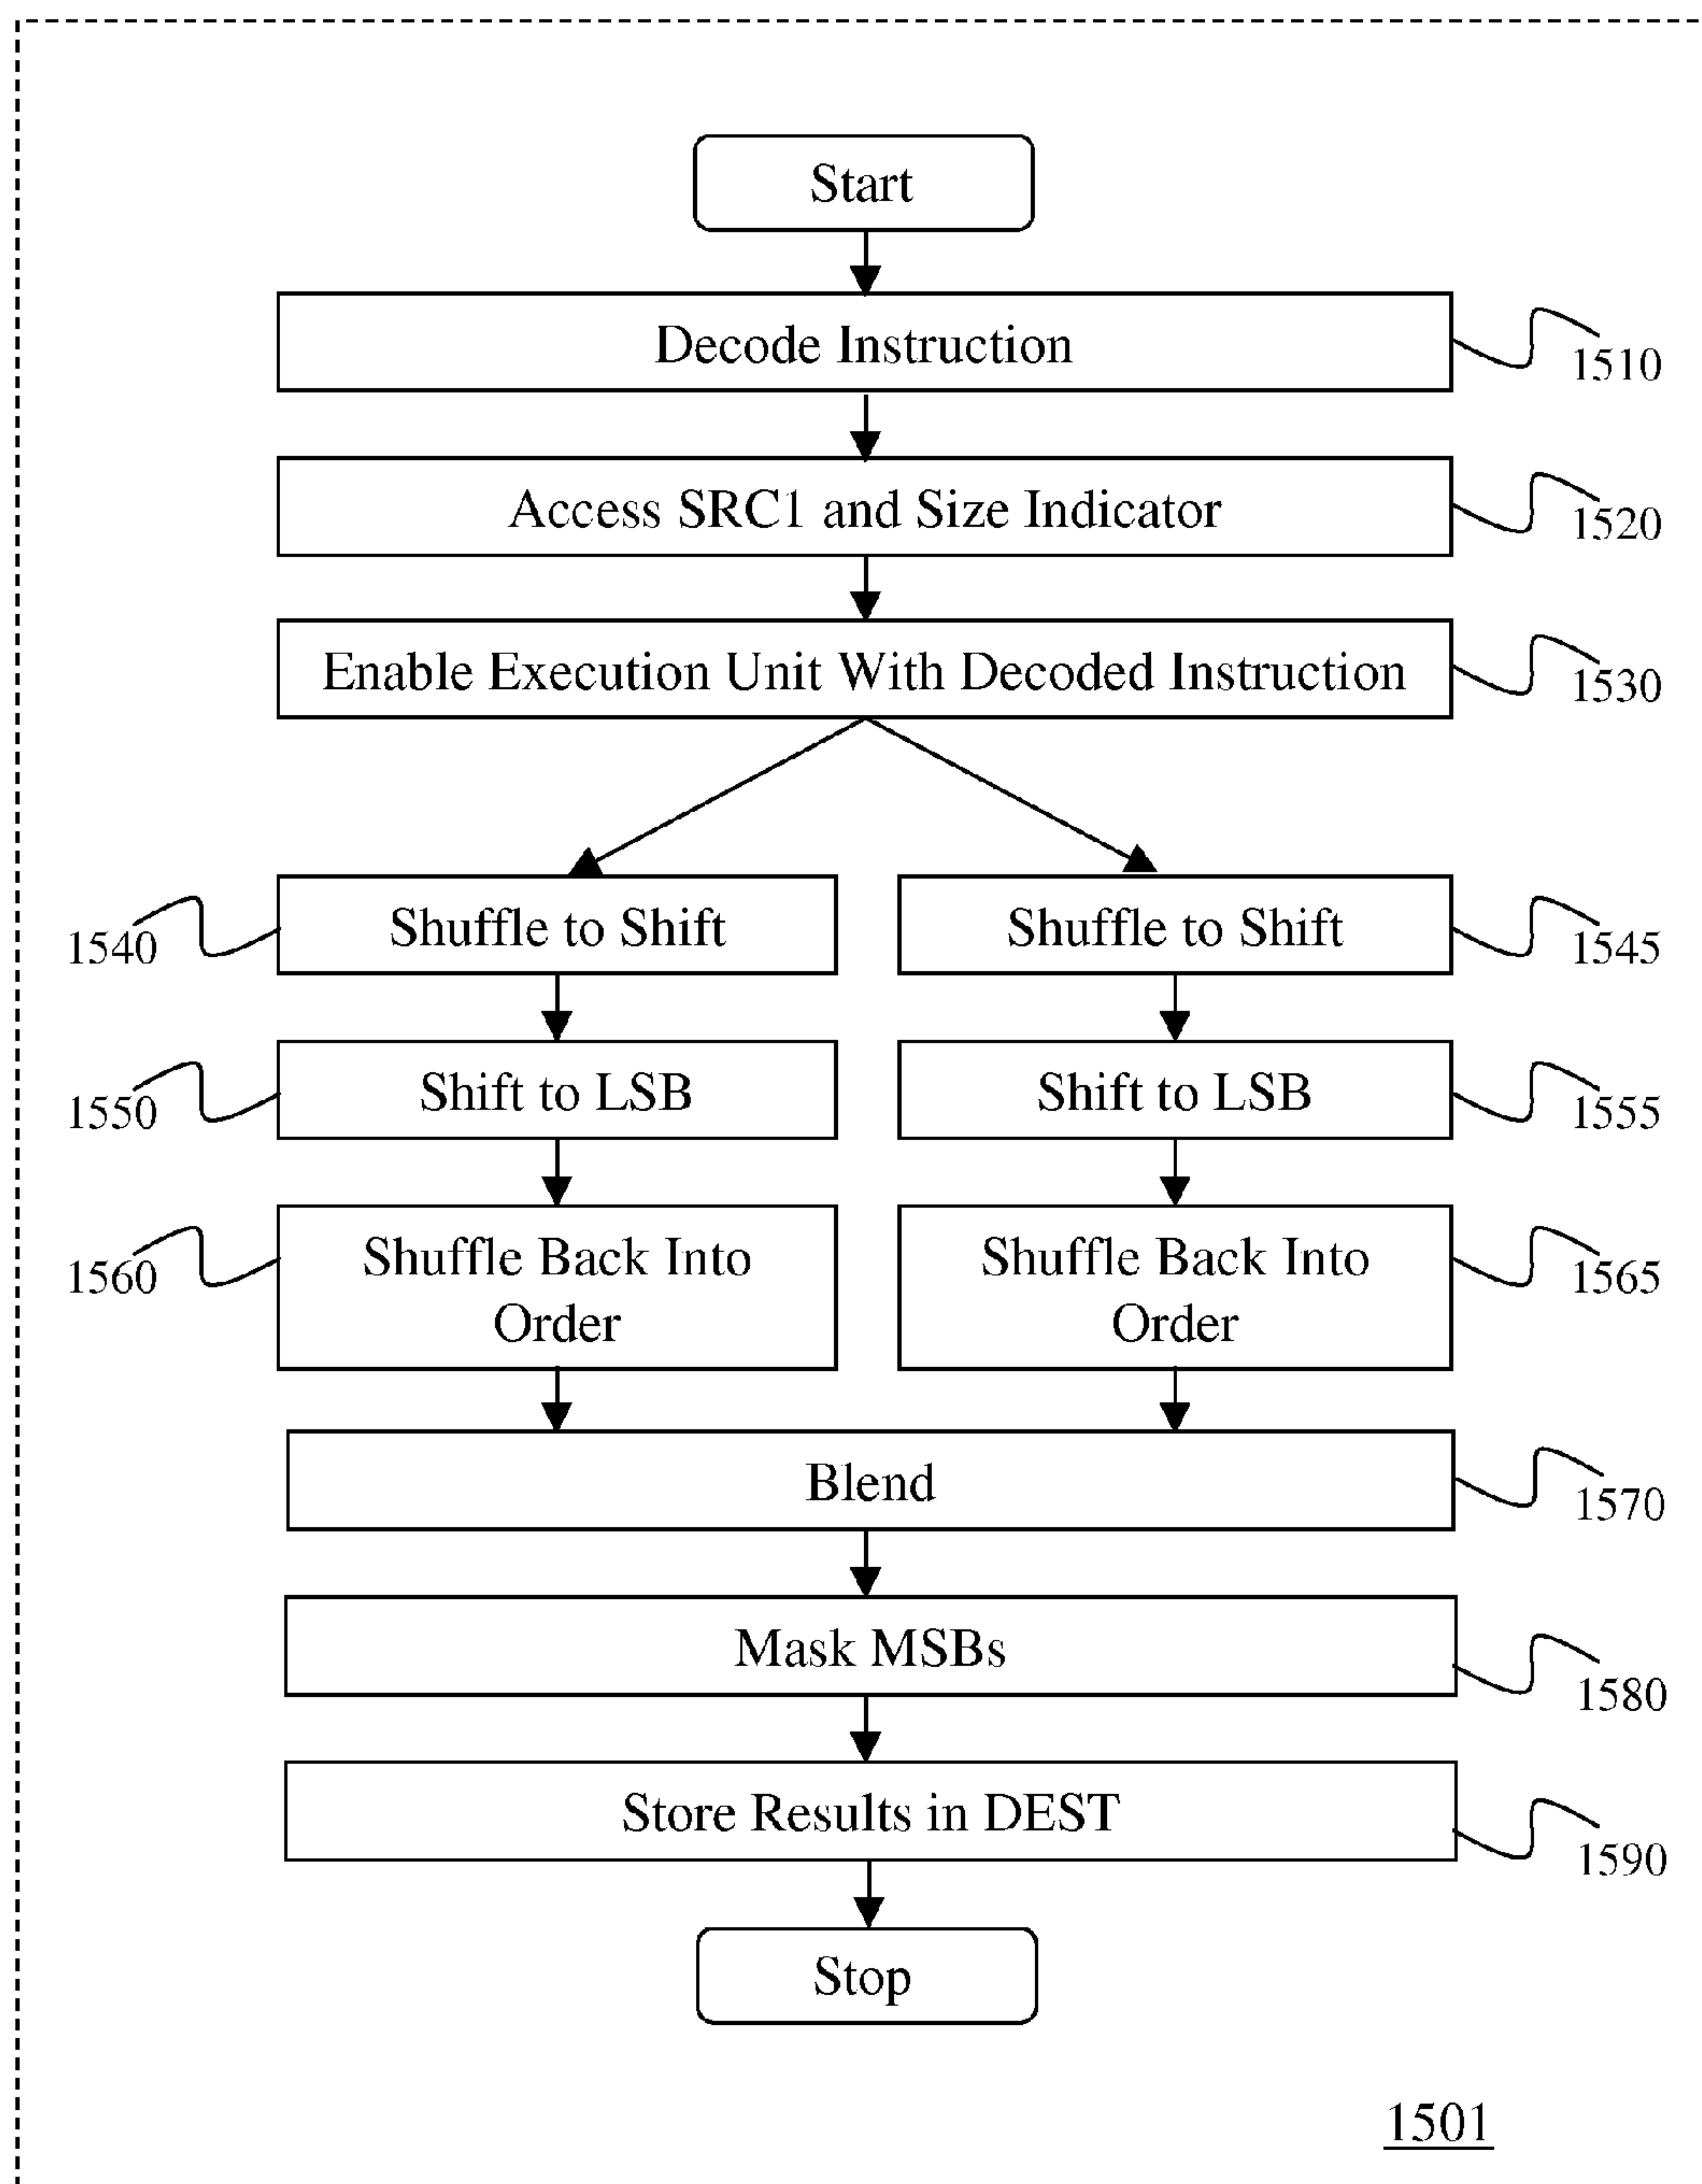 Start
Decode Instruction
1510
Access SRC1 and Size Indicator
1520
Enable Execution Unit With Decoded Instruction
1530
Shuffle to Shift
1540
Shuffle to Shift
1545
Shift to LSB
1550
Shift to LSB
1555
Shuffle Back Into
Order
1560
Shuffle Back Into
Order
1565
Blend
1570
Mask MSBs
1580
Store Results in DEST
1590
Stop
1501